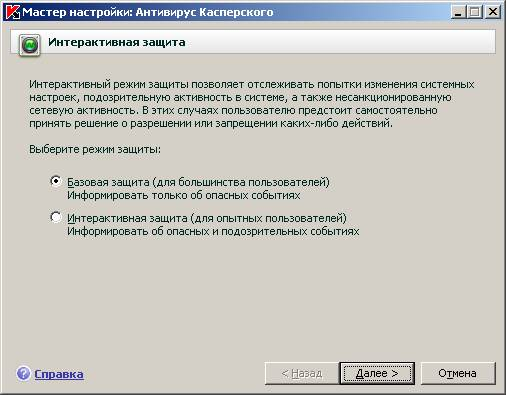 Мастер настройки: Антивирус Касперского
Интерактивная защита
Интерактивный режим защиты позволяет отслеживать попытки изменения системных
настроек, подозрительную активность в системе, а также несанкционированную
сетевую активность. В этих случаях пользователю предстоит самостоятельно
принять решение о разрешении или запрещении каких-либо действий.
Выберите режим защиты:
Базовая защита (для большинства пользователей)
Информировать только об опасных событиях
Интерактивная защита (для опытных пользователей)
Информировать об опасных и подозрительных событиях
Справка
< Назад
Далее >
Отмена